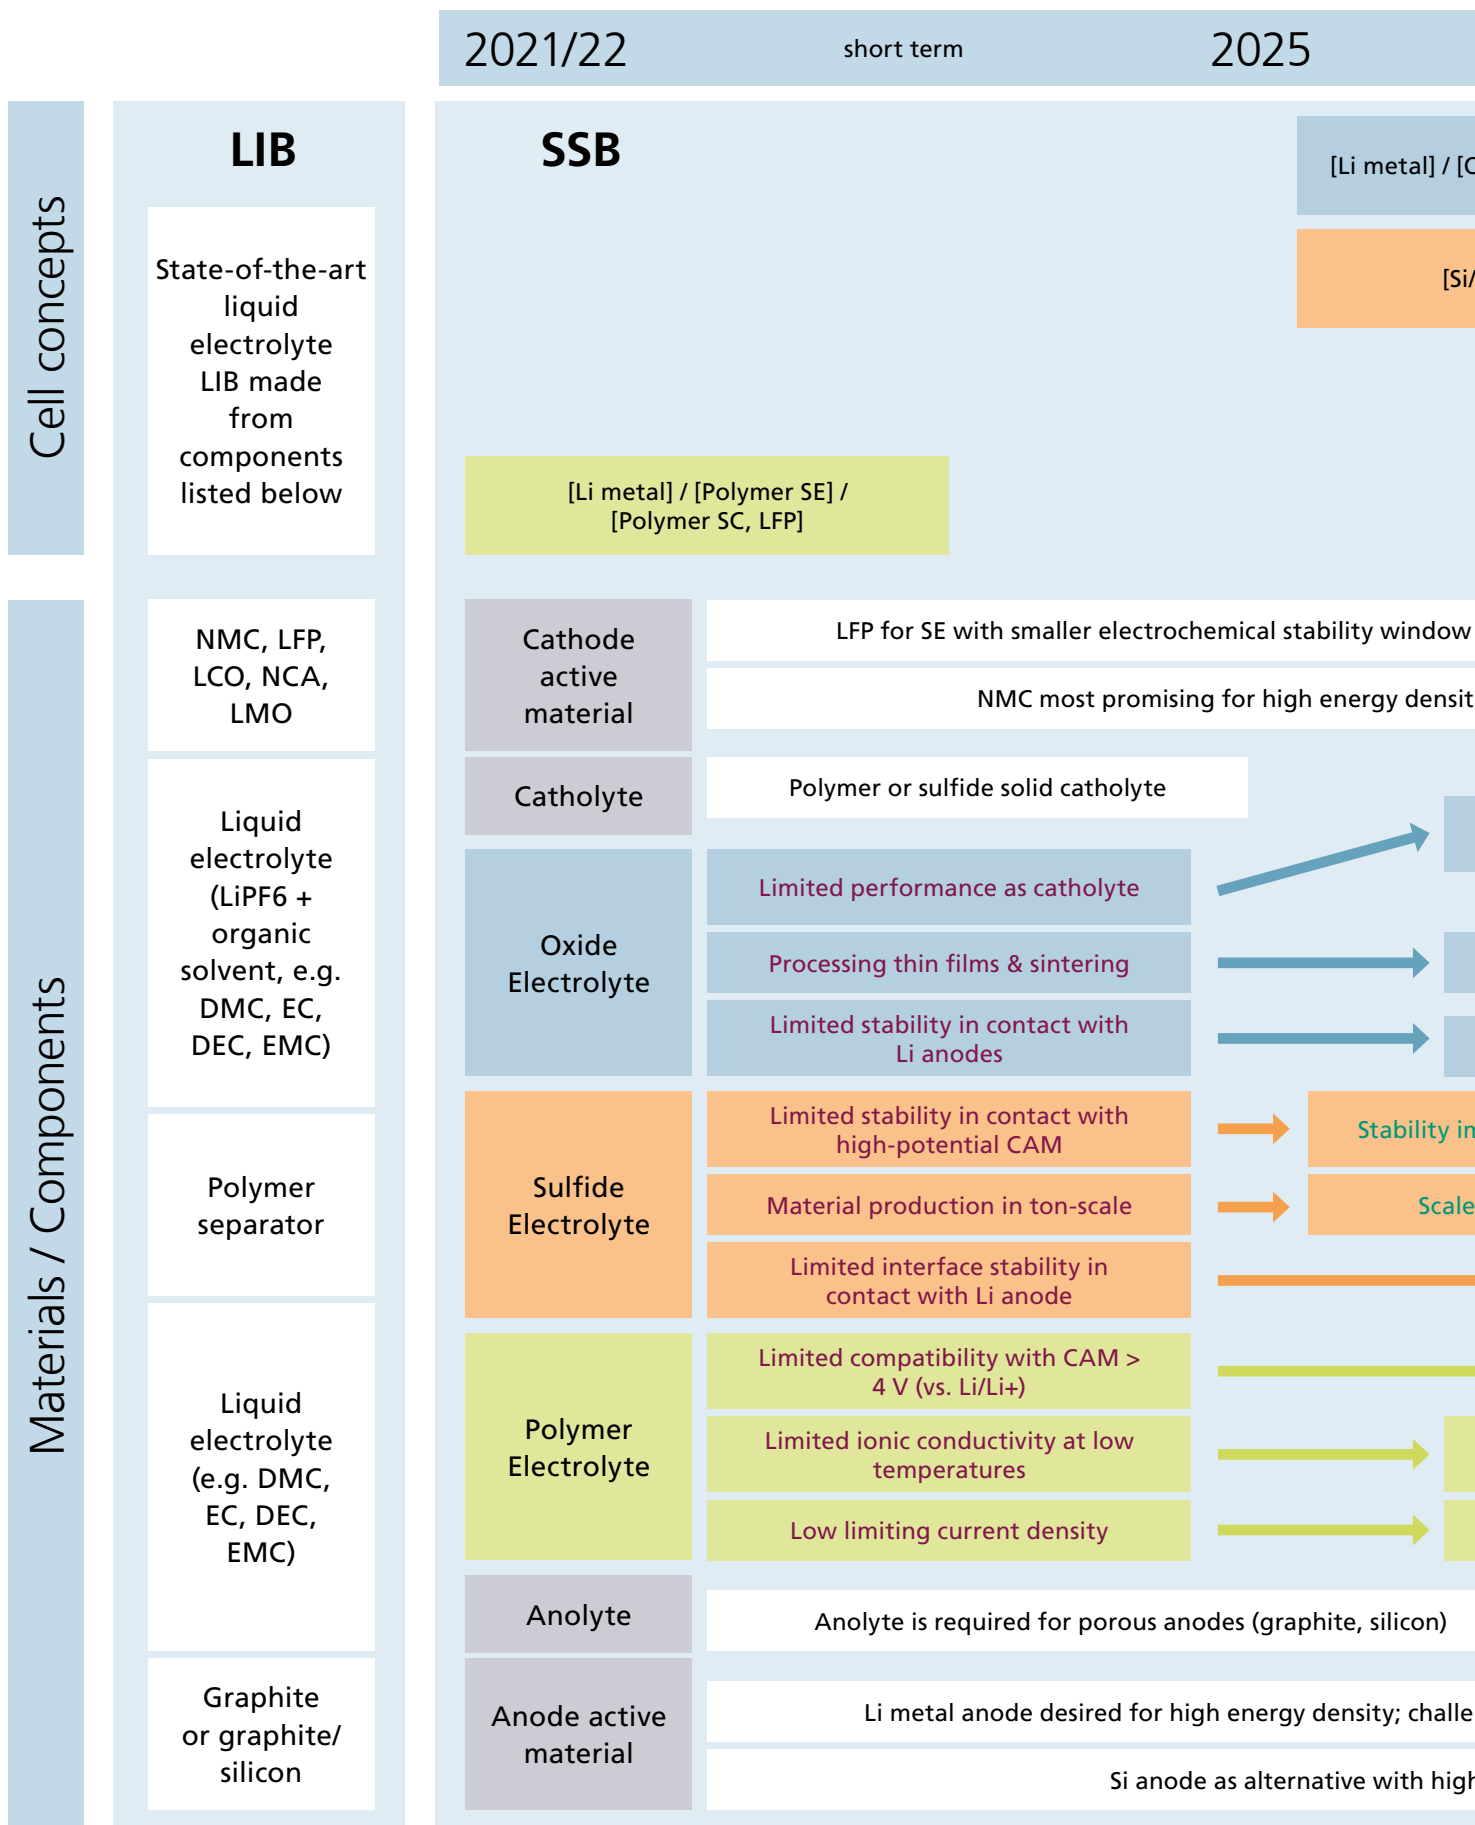 2021/22
short term
2025
Cell concepts
LIB
State-of-the-art
liquid
electrolyte
LIB made
from
components
listed below
SSB
[Li metal] / [
[Si/
[Li metal] / [Polymer SE] /
[Polymer SC, LFP]
Materials / Components
NMC, LFP,
LCO, NCA,
LMO
Liquid
electrolyte
(LiPF6 +
organic
solvent, e.g.
DMC, EC,
DEC, EMC)
Polymer
separator
Liquid
electrolyte
(e.g. DMC,
EC, DEC,
EMC)
Graphite
or graphite/
silicon
Cathode
active
material
LFP for SE with smaller electrochemical stability window
NMC most promising for high energy densit
Catholyte
Polymer or sulfide solid catholyte
Oxide
Electrolyte
Limited performance as catholyte
Processing thin films & sintering
Limited stability in contact with
Li anodes
Sulfide
Electrolyte
Limited stability in contact with
high-potential CAM
Stability im
Material production in ton-scale
Scale
Limited interface stability in
contact with Li anode
Polymer
Electrolyte
Limited compatibility with CAM >
4 V (vs. Li/Li+)
Limited ionic conductivity at low
temperatures
Low limiting current density
Anolyte
Anolyte is required for porous anodes (graphite, silicon)
Anode active
material
Li metal anode desired for high energy density; challe
Si anode as alternative with high